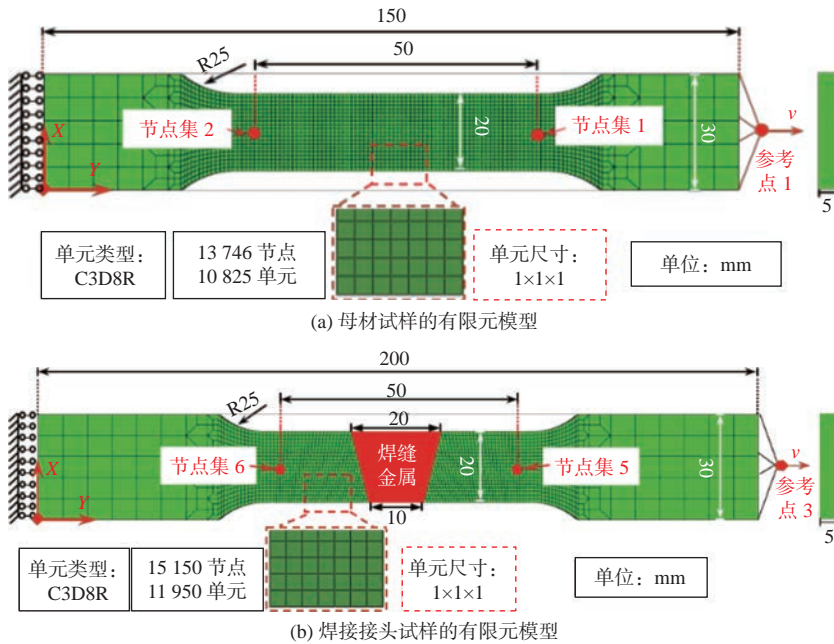 150
50
R25
节点集 2
节点集 1
20
30
X
Y
v
参考
点 1
5
单元类型：
C3D8R
13 746 节点
10 825 单元
单元尺寸：
1×1×1
单位：mm
(a) 母材试样的有限元模型
200
50
R25
20
焊缝
金属
节点集 6
节点集 5
20
30
10
X
Y
v
参考
点 3
5
单元类型：
C3D8R
15 150 节点
11 950 单元
单元尺寸：
1×1×1
单位：mm
(b) 焊接接头试样的有限元模型